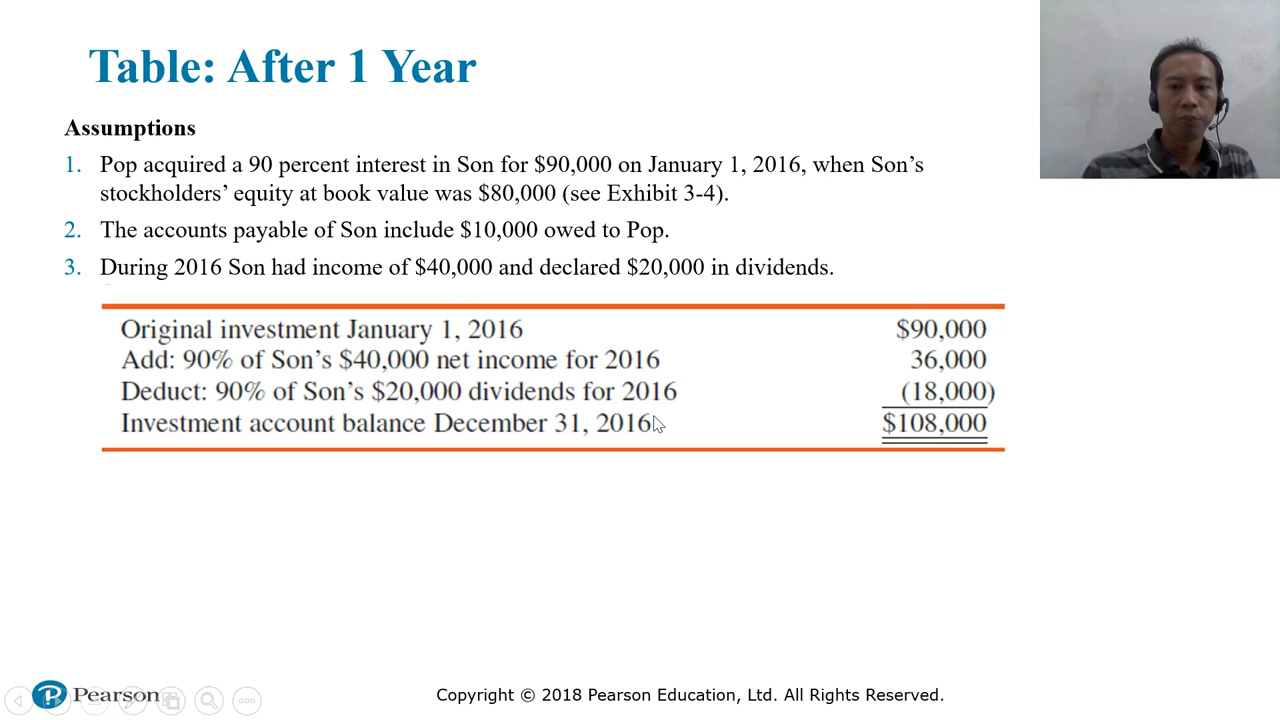 Table: After 1 Year
Assumptions
1. Pop acquired a 90 percent interest in Son for $90,000 on January 1, 2016, when Son’s
stockholders’ equity at book value was $80,000 (see Exhibit 3-4).
2. The accounts payable of Son include $10,000 owed to Pop.
3. During 2016 Son had income of $40,000 and declared $20,000 in dividends.
Original investment January 1, 2016 $90,000
Add: 90% of Son’s $40,000 net income for 2016 36,000
Deduct: 90% of Son’s $20,000 dividends for 2016 (18,000)
Investment account balance December 31, 2016 $108,000
P Pearson
Copyright © 2018 Pearson Education, Ltd. All Rights Reserved.